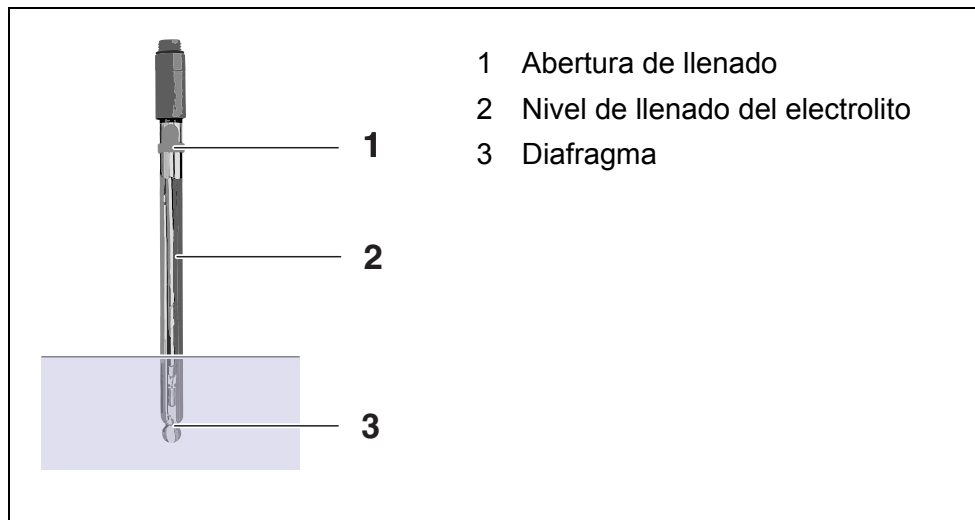 1 Abertura de llenado
2 Nivel de llenado del electrolito
3 Diafragma
1
2
3